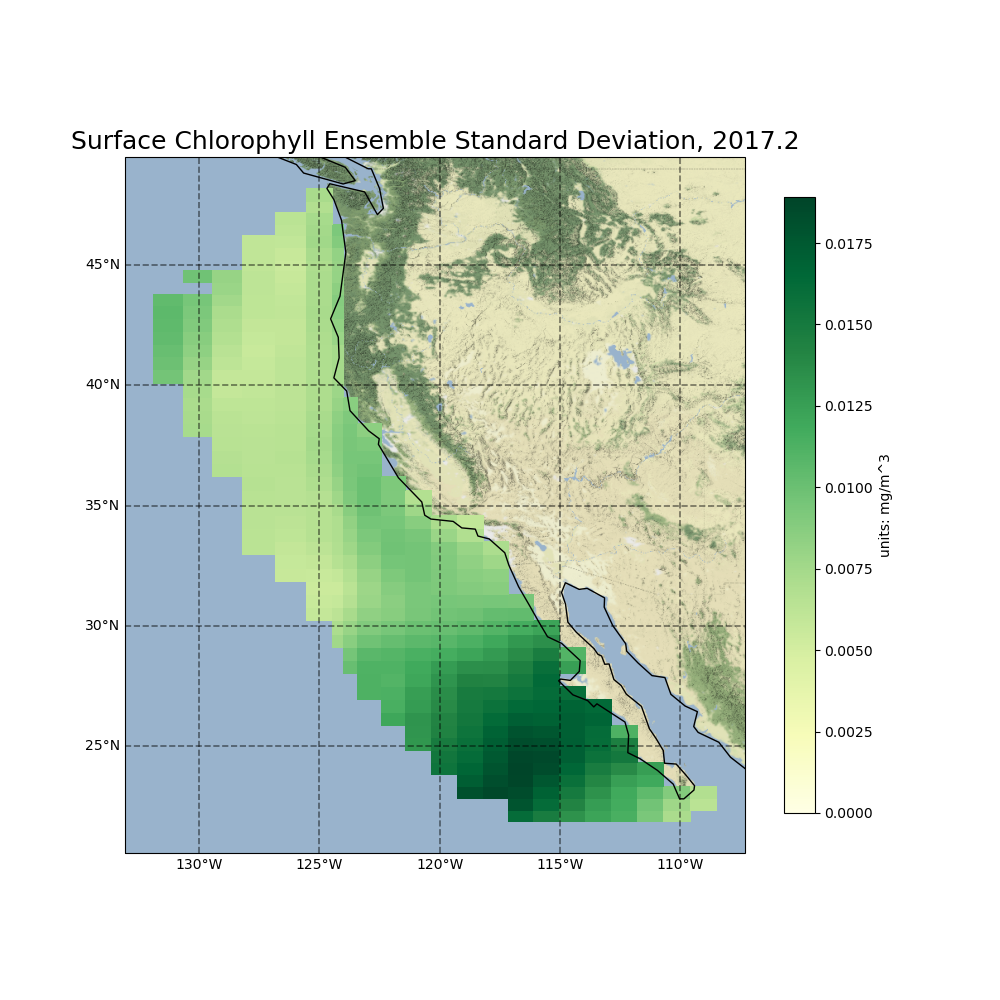 Surface Chlorophyll Ensemble Standard Deviation, 2017.2
45°N
40°N
35°N
30°N
25°N
130°W
125°W
120°W
115°W
110°W
0.0175
0.0150
0.0125
0.0100
0.0075
0.0050
0.0025
0.0000
units: mg/m^3